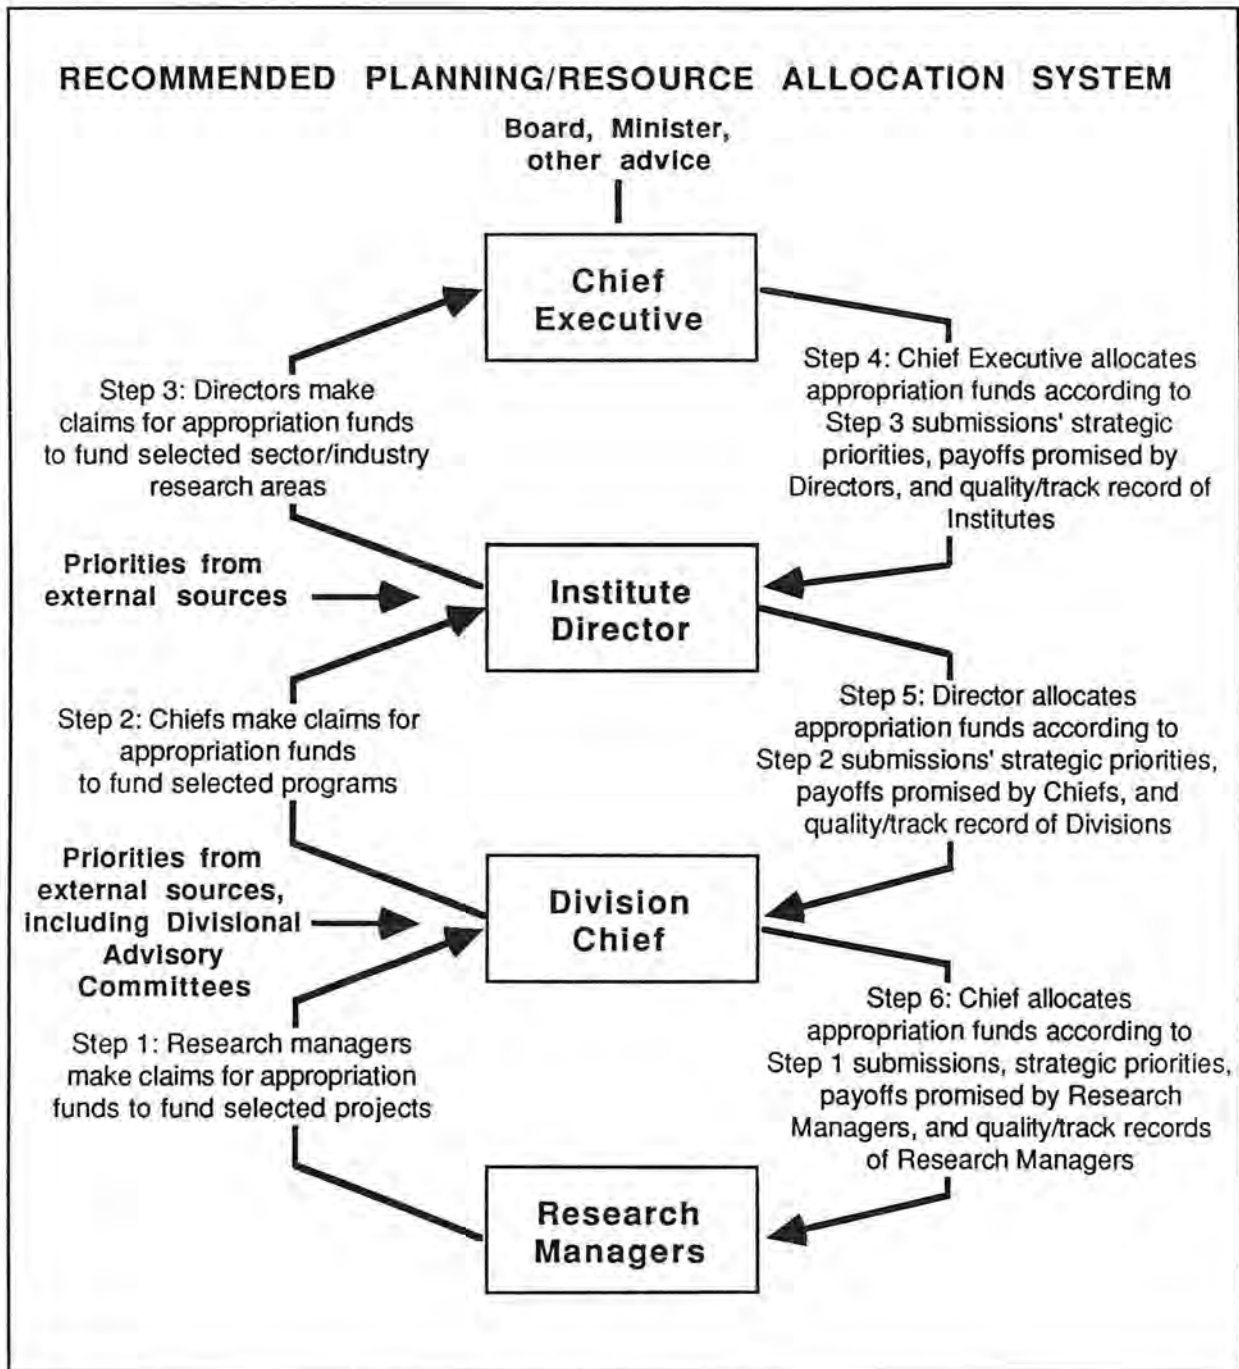 RECOMMENDED PLANNING/RESOURCE ALLOCATION SYSTEM
Board, Minister,
other advice
Chief
Executive
Step 3: Directors make
claims for appropriation funds
to fund selected sector/industry
research areas
Step 4: Chief Executive allocates
appropriation funds according to
Step 3 submissions' strategic
priorities, payoffs promised by
Directors, and quality/track record of
Institutes
Priorities from
external sources
Institute
Director
Step 2: Chiefs make claims for
appropriation funds
to fund selected programs
Step 5: Director allocates
appropriation funds according to
Step 2 submissions' strategic priorities,
payoffs promised by Chiefs, and
quality/track record of Divisions
Priorities from
external sources,
including Divisional
Advisory
Committees
Division
Chief
Step 1: Research managers
make claims for appropriation
funds to fund selected projects
Step 6: Chief allocates
appropriation funds according to
Step 1 submissions, strategic priorities,
payoffs promised by Research
Managers, and quality/track records
of Research Managers
Research
Managers